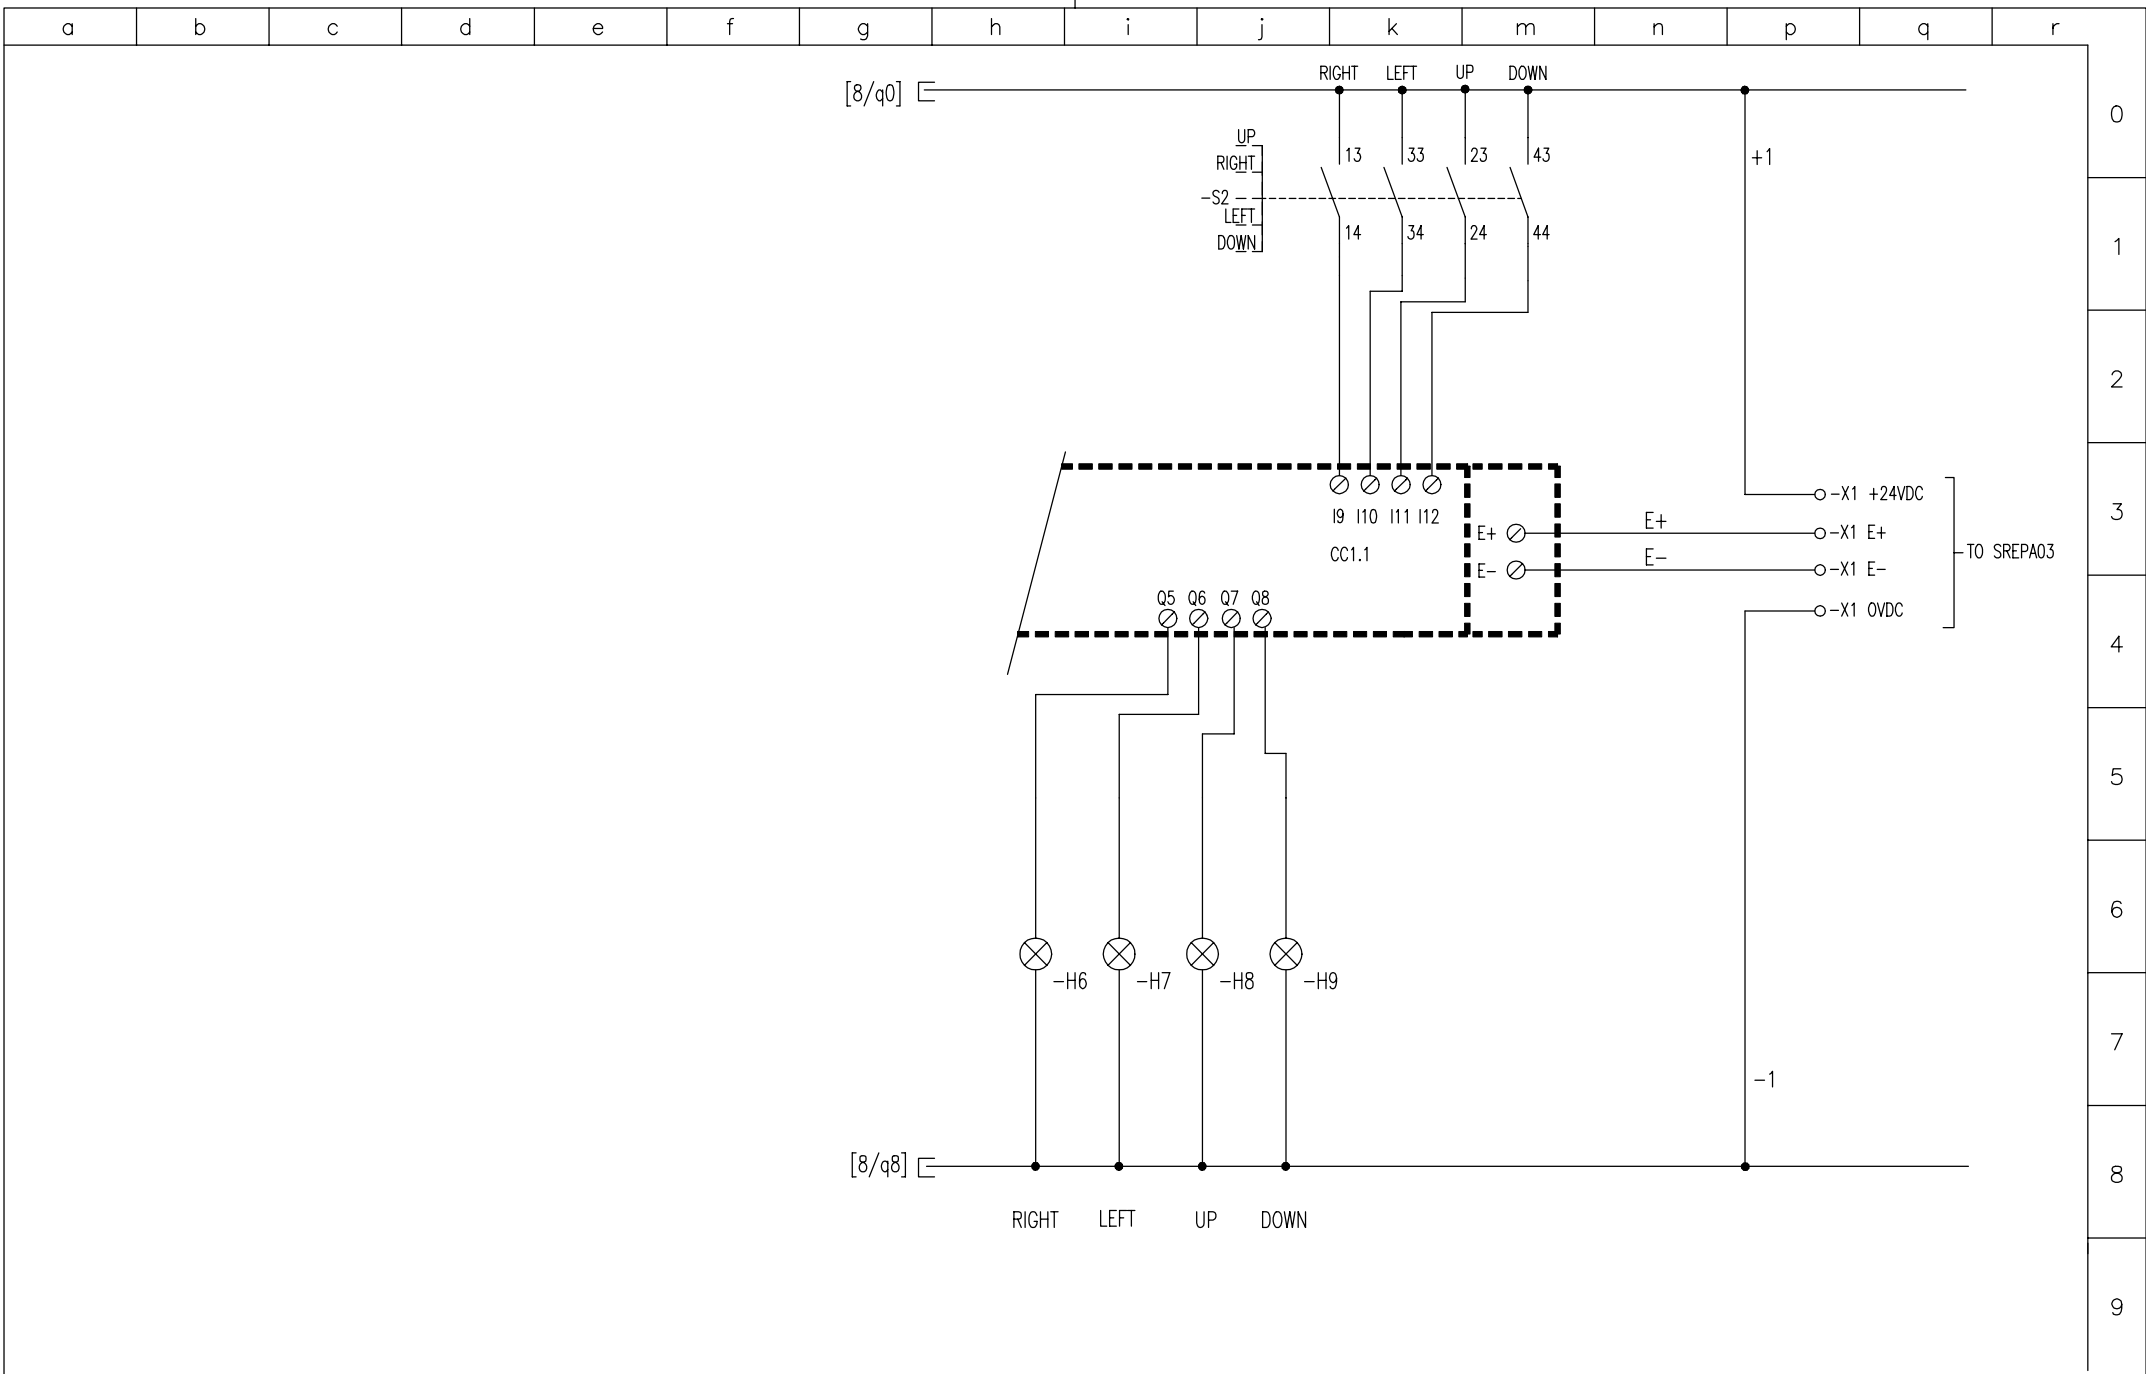 a b c d e f g h i j k m n p q r
RIGHT LEFT UP DOWN
[8/q0]
0
UP
13 33 23 43
+1
RIGHT
-S2
LEFT
14 34 24 44
DOWN
1
2
-X1 +24VDC
I9 I10 I11 I12
3
E+ E+ -X1 E+
CC1.1
TO SREPA03
E- E- -X1 E-
Q5 Q6 Q7 Q8
-X1 0VDC
4
5
6
-H6 -H7 -H8 -H9
7
-1
[8/q8]
8
RIGHT LEFT UP DOWN
9